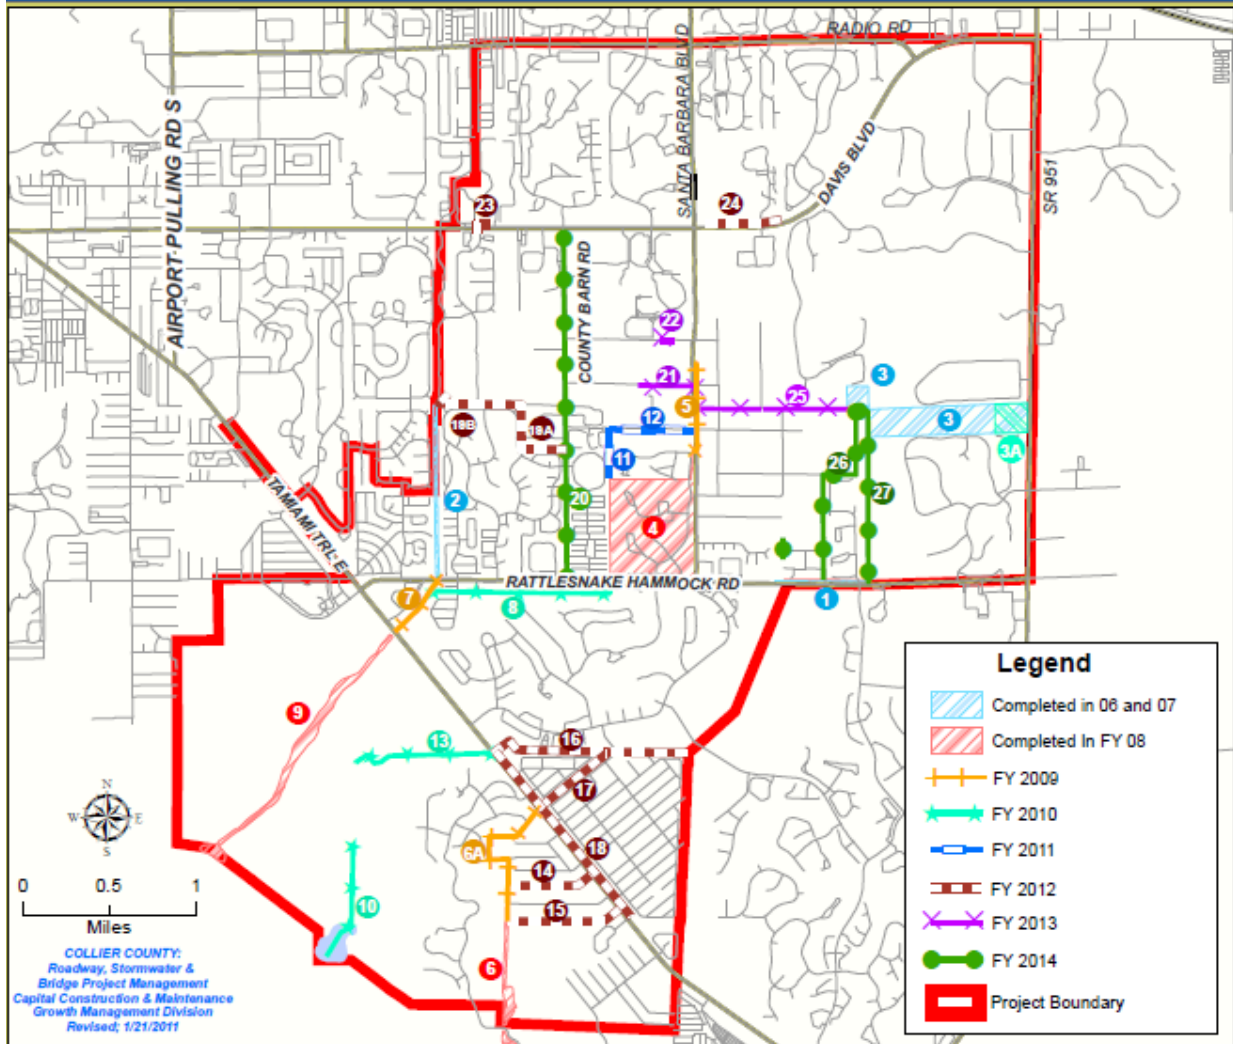 RADIO RD
AIRPORT-PULLING RD S
SANTA BARBARA BLVD
DAVIS BLVD
SR 951
23
24
COUNTY BARN RD
22
21
3
5
25
12
3
18B
18A
11
3A
26
2
20
27
4
TAMIAMI TRL E
RATTLESNAKE HAMMOCK RD
7
8
1
9
13
16
17
6A
18
14
10
15
6
N
W
E
S
0 0.5 1
Miles
COLLIER COUNTY:
Roadway, Stormwater &
Bridge Project Management
Capital Construction & Maintenance
Growth Management Division
Revised; 1/21/2011
Legend
Completed in 06 and 07
Completed In FY 08
FY 2009
FY 2010
FY 2011
FY 2012
FY 2013
FY 2014
Project Boundary